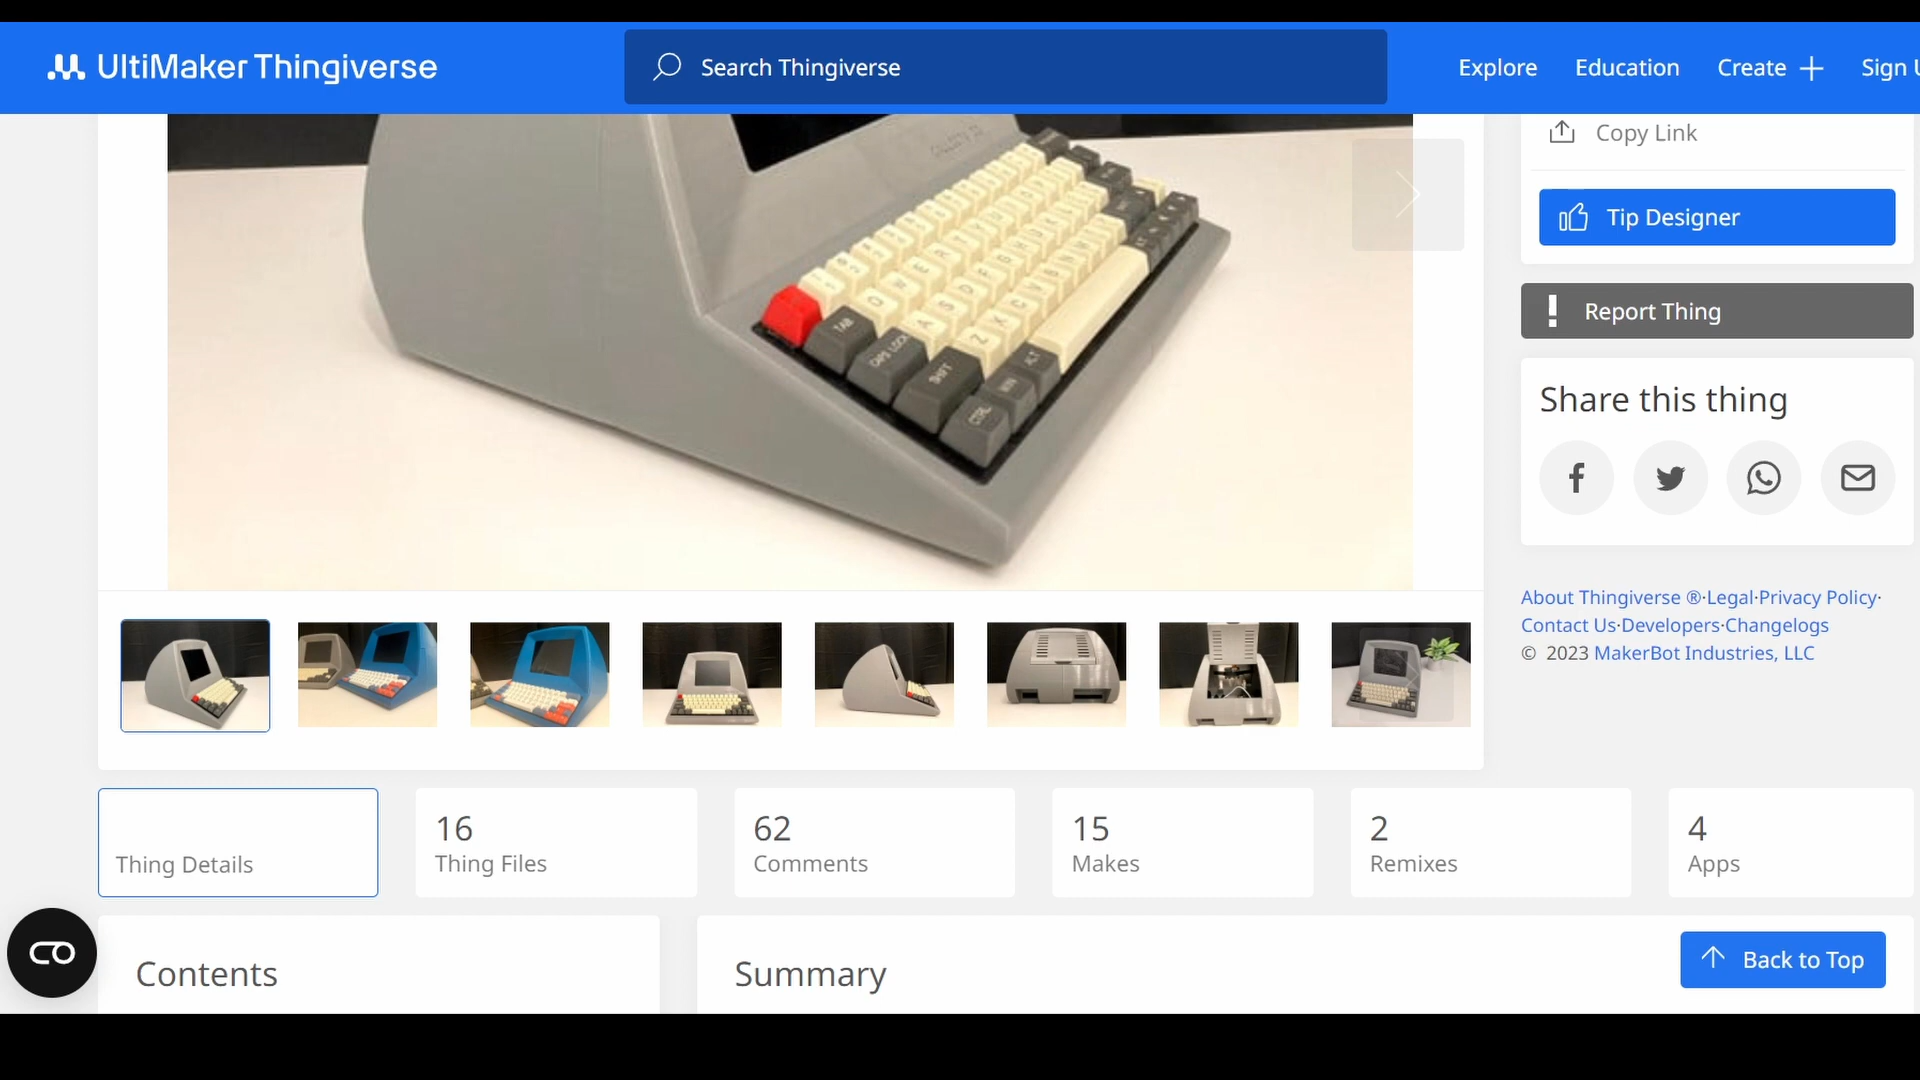 UltiMaker Thingiverse
Search Thingiverse
Explore
Education
Create
Sign U
Copy Link
Tip Designer
Report Thing
Share this thing
TAB
CAPS LOCK
SHIFT
CTRL
WIN
ALT
About Thingiverse ®·Legal·Privacy Policy·
Contact Us·Developers·Changelogs
© 2023 MakerBot Industries, LLC
Thing Details
16
Thing Files
62
Comments
15
Makes
2
Remixes
4
Apps
Contents
Summary
Back to Top